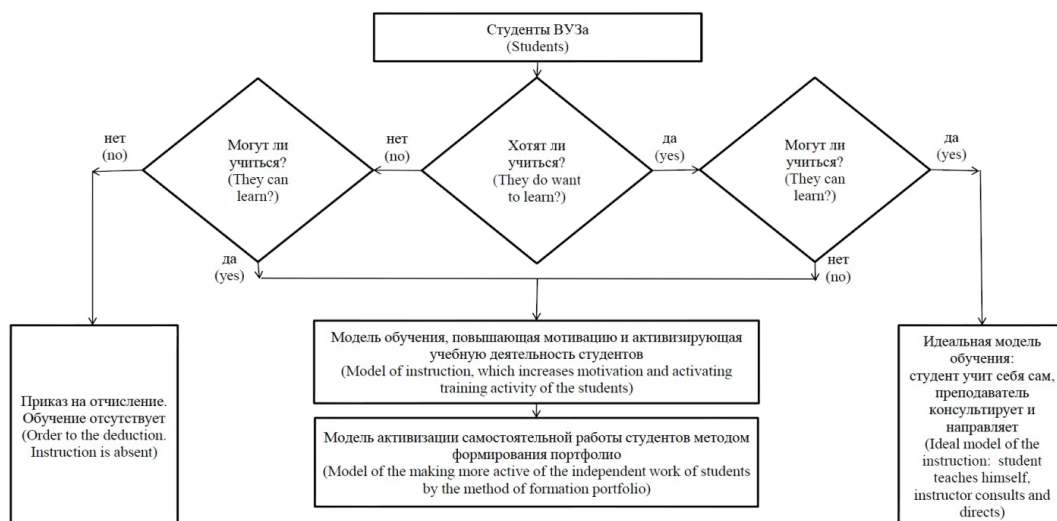 Студенты ВУЗа
(Students)
нет
(no)
Могут ли
учиться?
(They can
learn?)
нет
(no)
Хотят ли
учиться?
(They do want
to learn?)
да
(yes)
Могут ли
учиться?
(They can
learn?)
да
(yes)
да
(yes)
нет
(no)
Приказ на отчисление.
Обучение отсутствует
(Order to the deduction.
Instruction is absent)
Модель обучения, повышающая мотивацию и активизирующая
учебную деятельность студентов
(Model of instruction, which increases motivation and activating
training activity of the students)
Модель активизации самостоятельной работы студентов методом
формирования портфолио
(Model of the making more active of the independent work of students
by the method of formation portfolio)
Идеальная модель
обучения:
студент учит себя сам,
преподаватель
консультирует и
направляет
(Ideal model of the
instruction: student
teaches himself,
instructor consults and
directs)